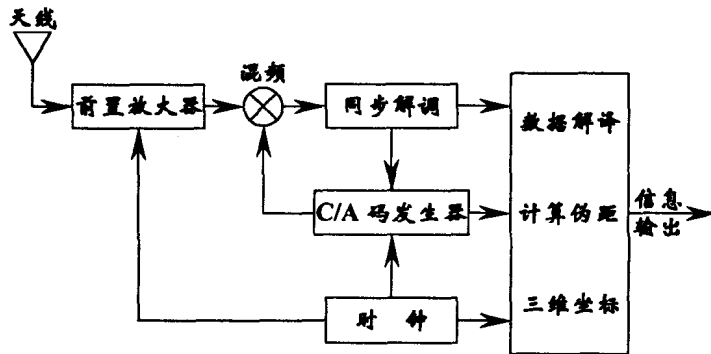 天线
混频
前置放大器
同步解调
数据解译
C/A 码发生器
计算伪距
信息
输出
时 钟
三维坐标